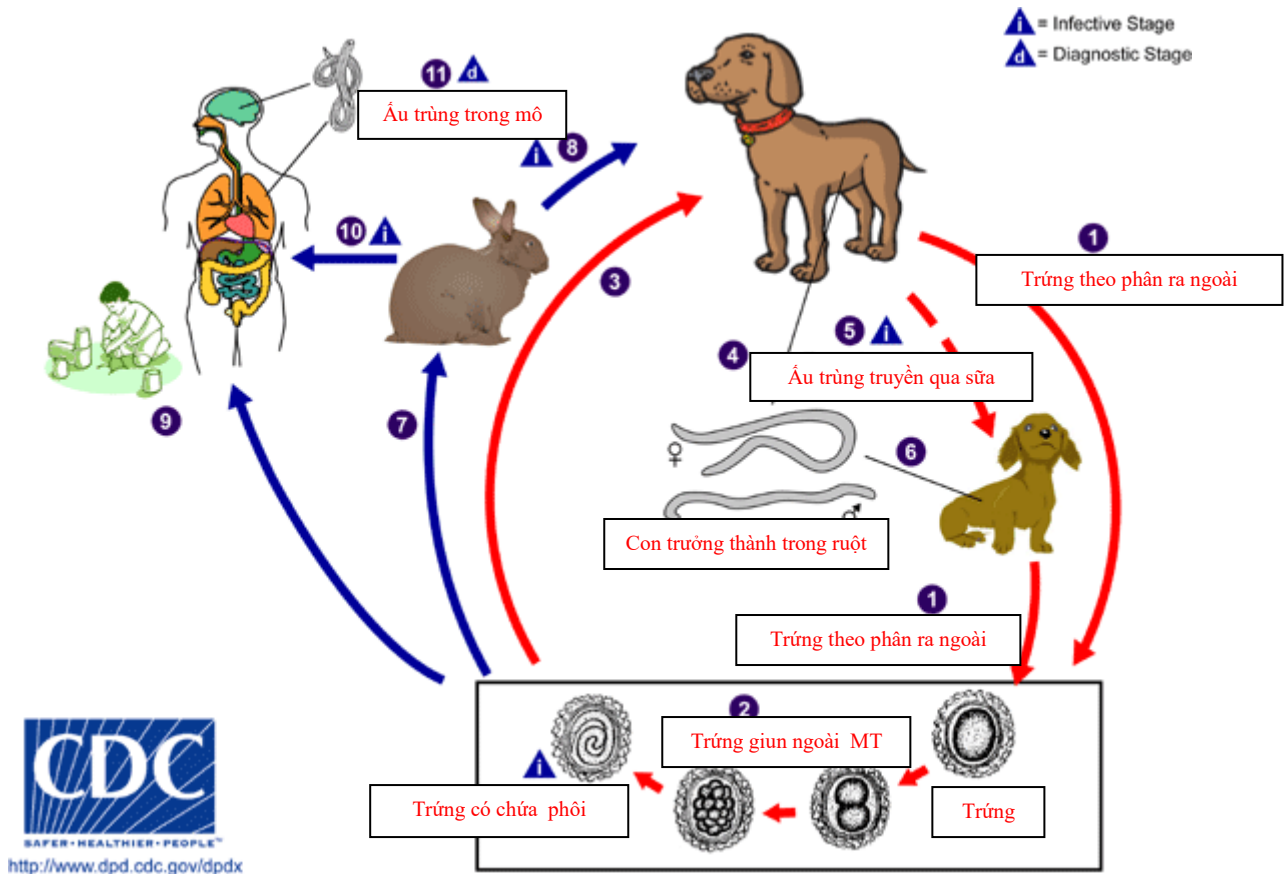 i = Infective Stage
d = Diagnostic Stage
11 d
Ấu trùng trong mô
i 8
10 i
3
1
Trứng theo phân ra ngoài
5 i
4
Ấu trùng truyền qua sữa
9
7
♀
6
♂
Con trưởng thành trong ruột
1
Trứng theo phân ra ngoài
2
Trứng giun ngoài MT
i
Trứng có chứa phôi
Trứng
CDC
SAFER•HEALTHIER•PEOPLE™
http://www.dpd.cdc.gov/dpdx